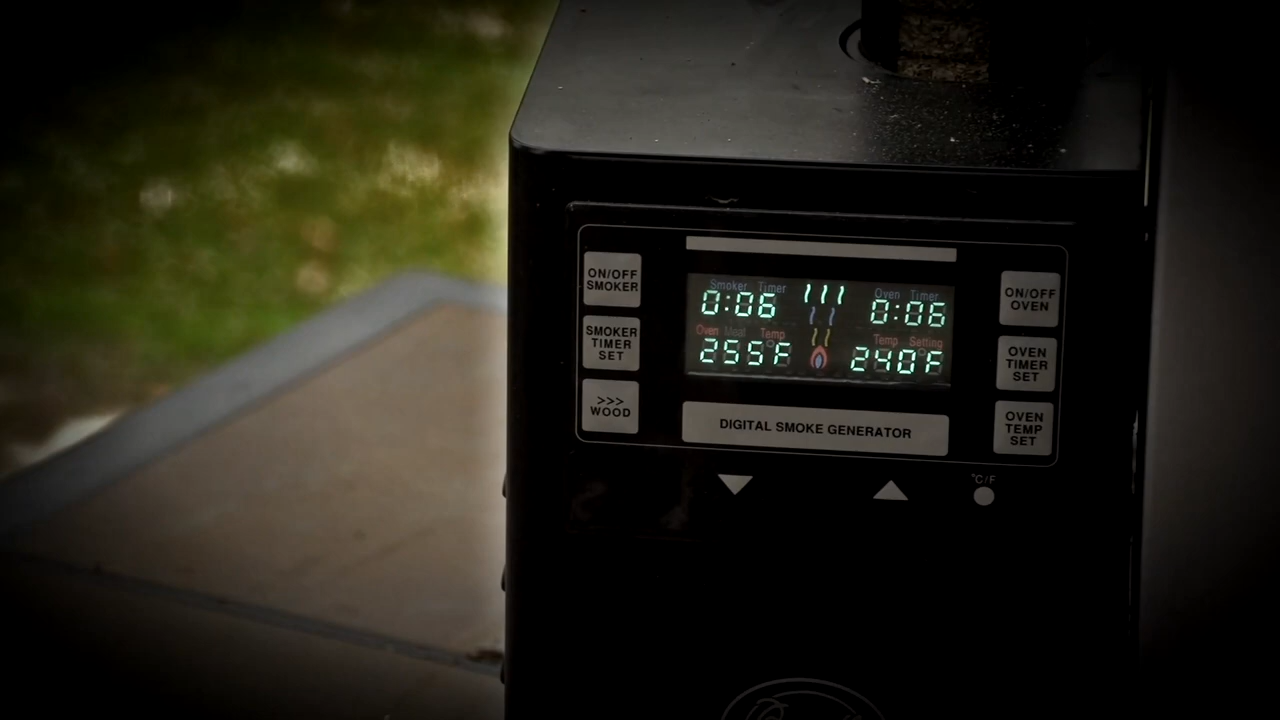 ON/OFF
SMOKER
SMOKER
TIMER
SET
>>>
WOOD
Smoker Timer
0:06
Oven Timer
0:06
Oven Meat Temp
255F
Temp Setting
240F
DIGITAL SMOKE GENERATOR
ON/OFF
OVEN
OVEN
TIMER
SET
OVEN
TEMP
SET
°C/F